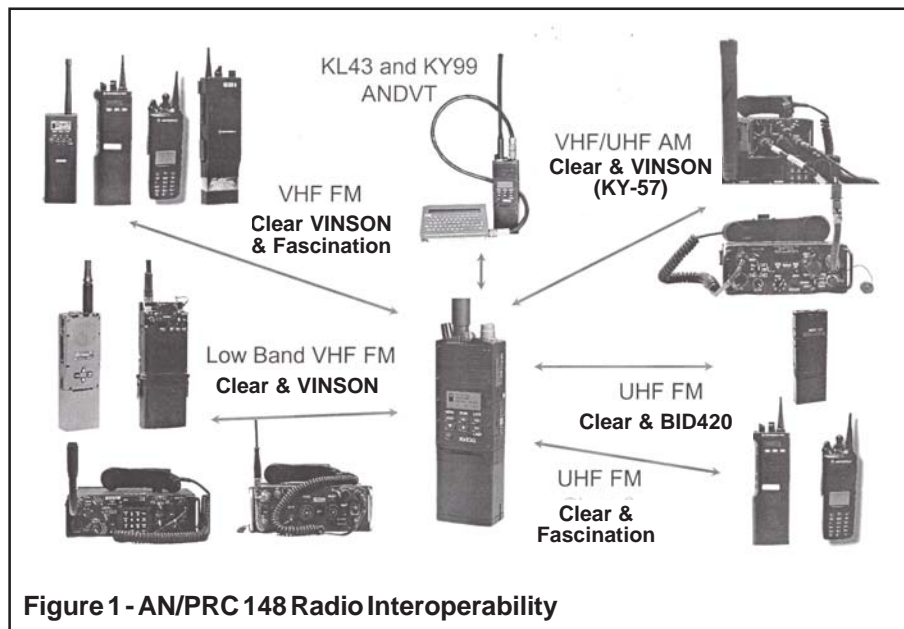 KL43 and KY99
ANDVT
VHF/UHF AM
Clear & VINSON
(KY-57)
VHF FM
Clear VINSON
& Fascination
Low Band VHF FM
Clear & VINSON
UHF FM
Clear & BID420
UHF FM
Clear &
Fascination
Figure 1 - AN/PRC 148 Radio Interoperability